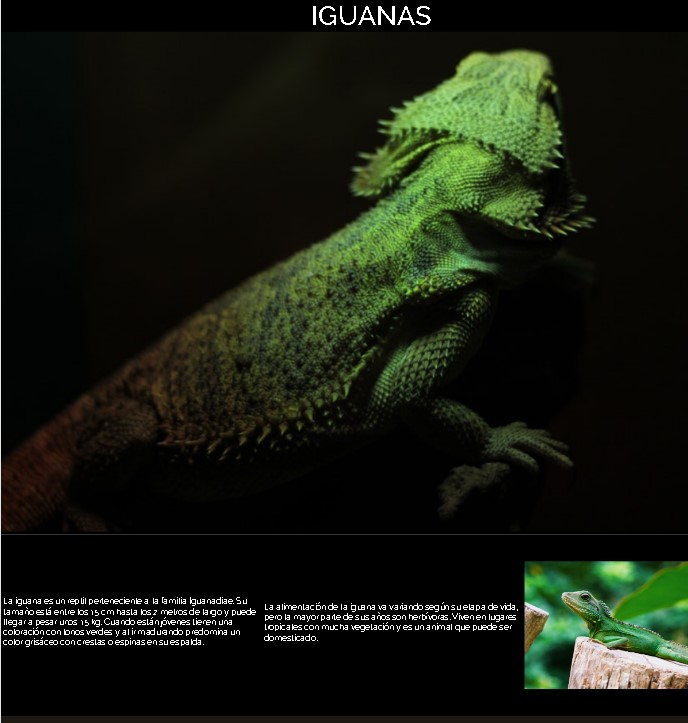 IGUANAS
La iguana es un reptil perteneciente a la familia Iguanadiae. Su
tamaño está entre los 15 cm hasta los 2 metros de largo y puede
llegar a pesar unos 15 kg. Cuando están jóvenes tienen una
coloración con tonos verdes y al ir madurando predomina un
color grisáceo con crestas o espinas en su espalda.
La alimentación de la iguana va variando según su etapa de vida,
pero la mayor parte de sus años son herbívoras. Viven en lugares
tropicales con mucha vegetación y es un animal que puede ser
domesticado.